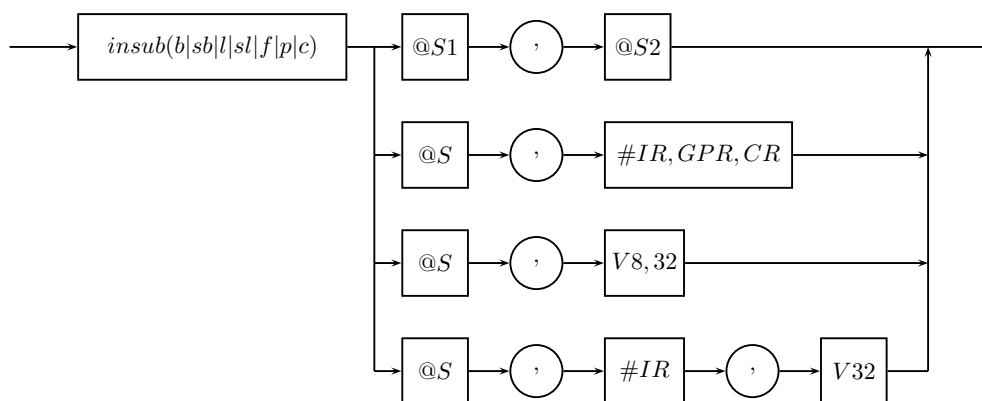 insub(b|sb|l|sl|f|p|c) @S1 , @S2
@S , #IR, GPR, CR
@S , V8, 32
@S , #IR , V32